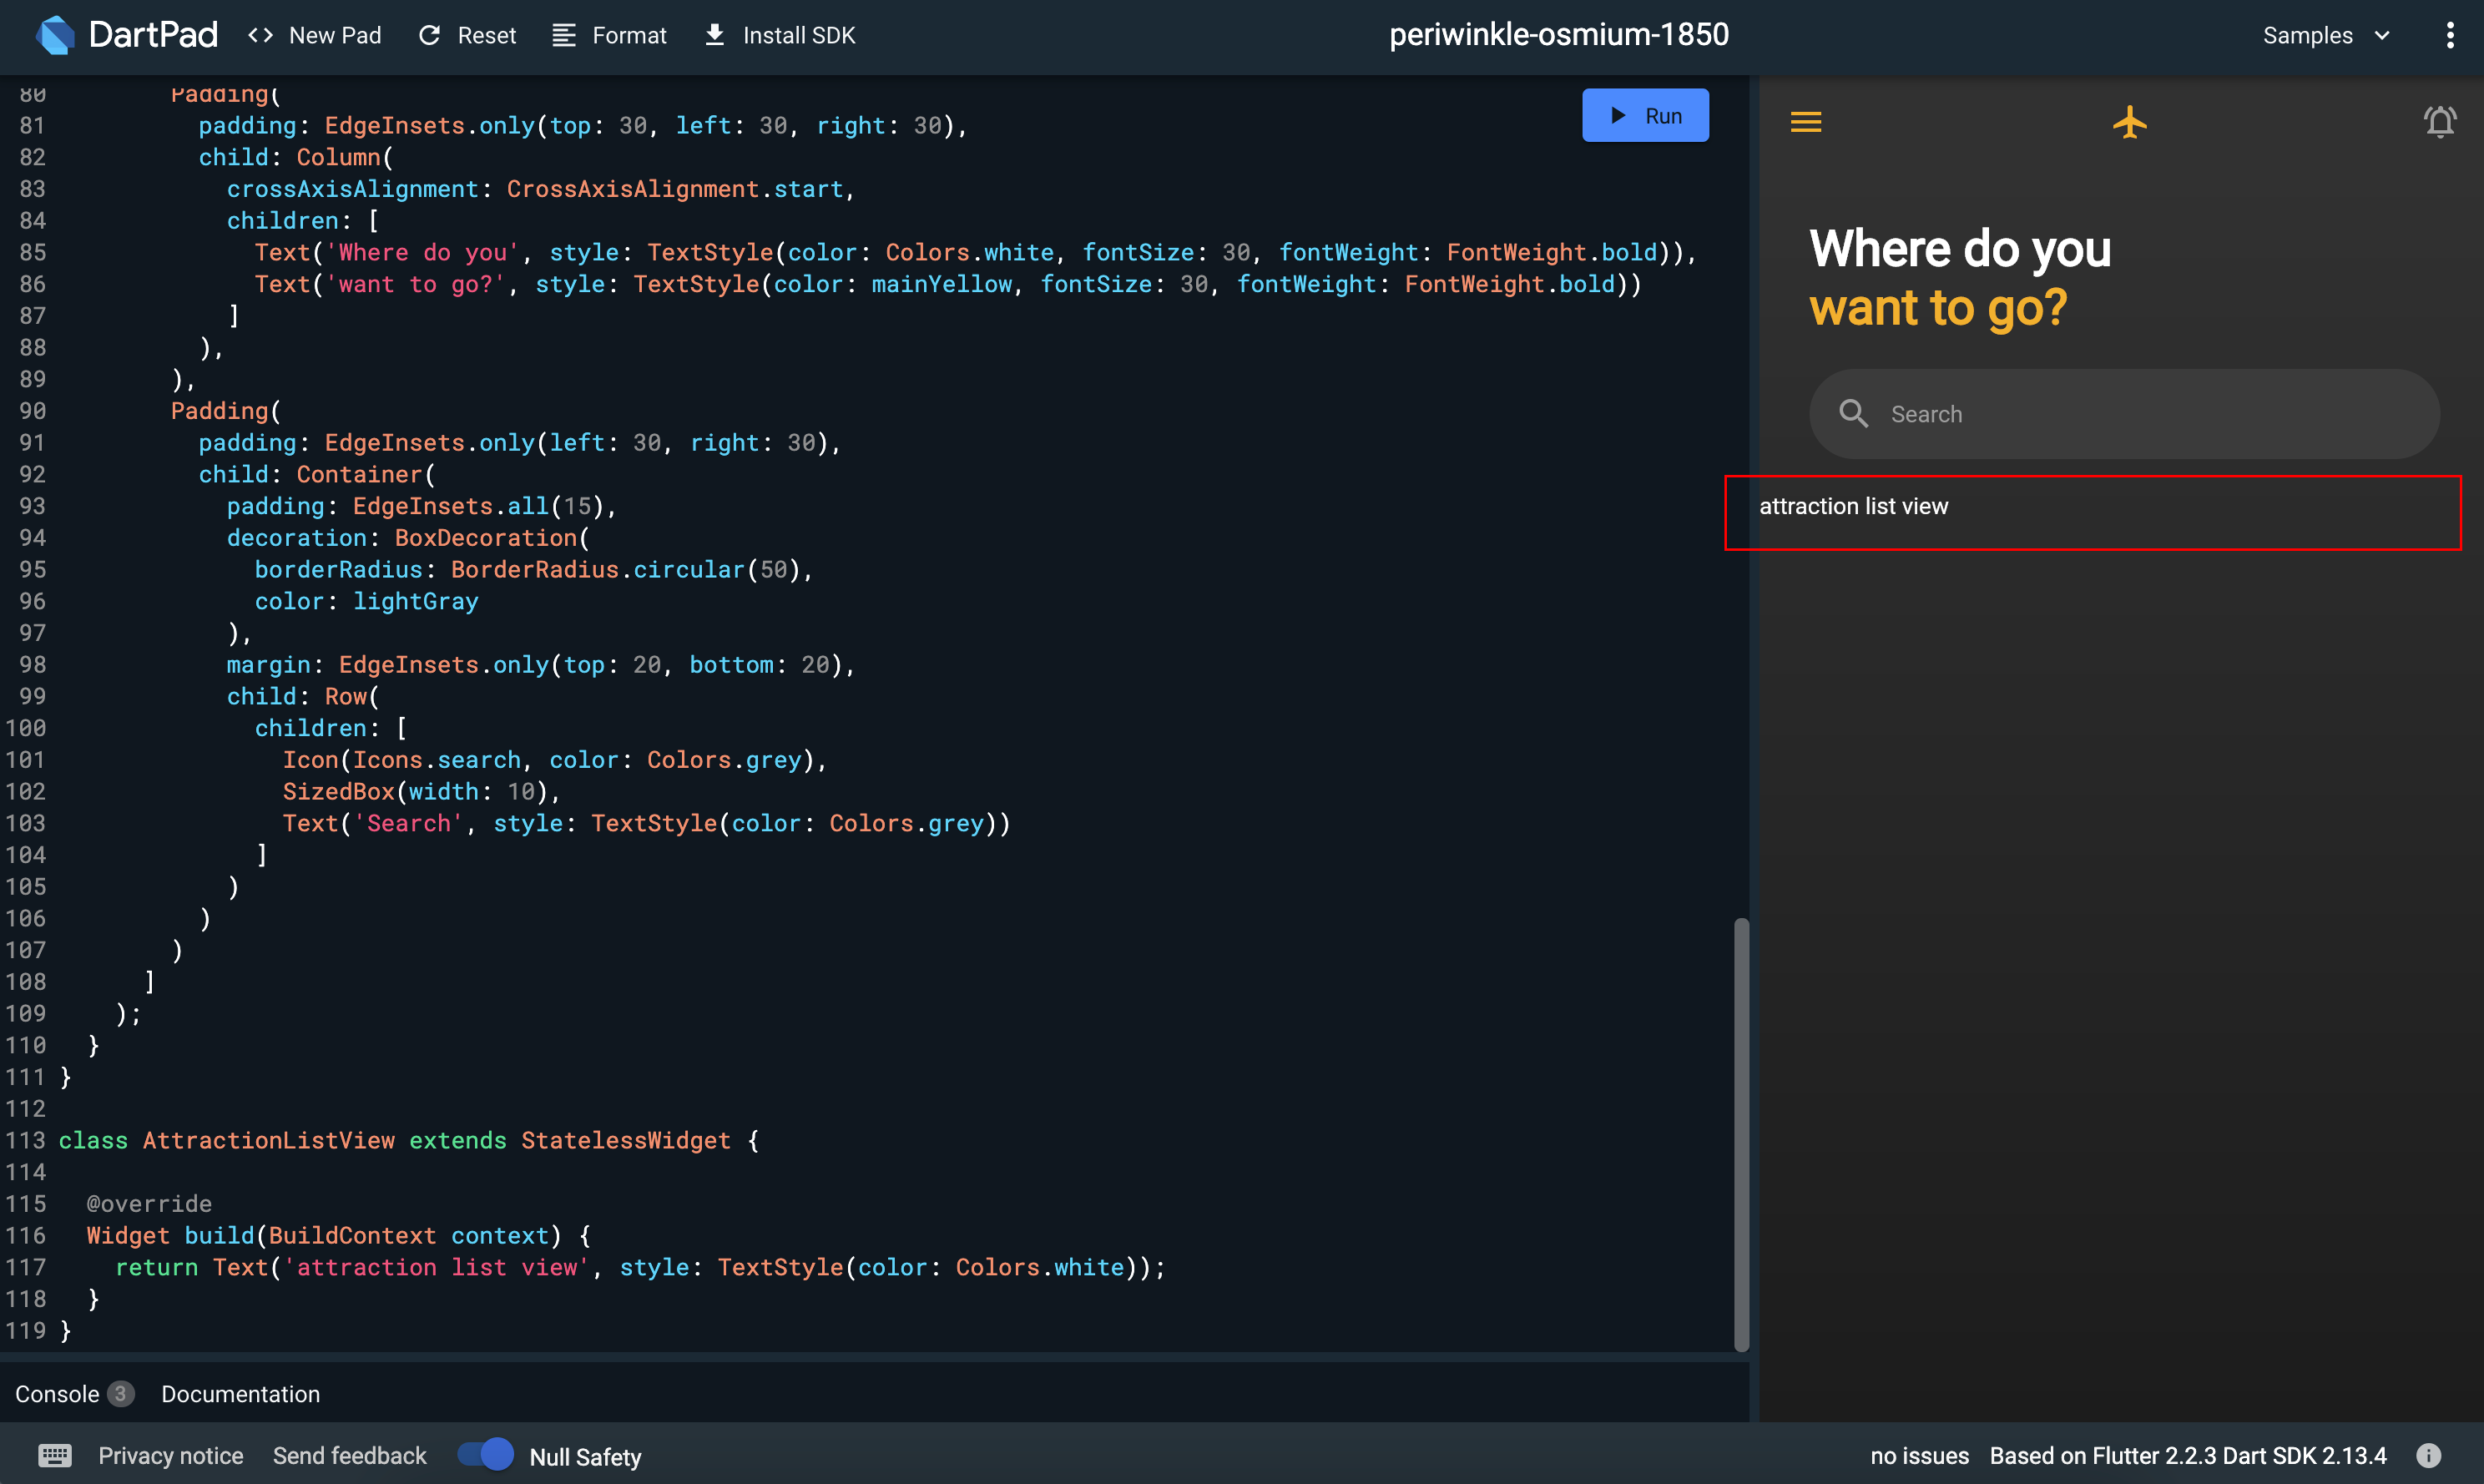 DartPad <> New Pad Reset Format Install SDK periwinkle-osmium-1850 Samples
80 Padding(
81 padding: EdgeInsets.only(top: 30, left: 30, right: 30),
82 child: Column(
83 crossAxisAlignment: CrossAxisAlignment.start,
84 children: [
85 Text('Where do you', style: TextStyle(color: Colors.white, fontSize: 30, fontWeight: FontWeight.bold)),
86 Text('want to go?', style: TextStyle(color: mainYellow, fontSize: 30, fontWeight: FontWeight.bold))
87 ]
88 ),
89 ),
90 Padding(
91 padding: EdgeInsets.only(left: 30, right: 30),
92 child: Container(
93 padding: EdgeInsets.all(15),
94 decoration: BoxDecoration(
95 borderRadius: BorderRadius.circular(50),
96 color: lightGray
97 ),
98 margin: EdgeInsets.only(top: 20, bottom: 20),
99 child: Row(
100 children: [
101 Icon(Icons.search, color: Colors.grey),
102 SizedBox(width: 10),
103 Text('Search', style: TextStyle(color: Colors.grey))
104 ]
105 )
106 )
107 )
108 ]
109 );
110 }
111 }
112
113 class AttractionListView extends StatelessWidget {
114
115 @override
116 Widget build(BuildContext context) {
117 return Text('attraction list view', style: TextStyle(color: Colors.white));
118 }
119 }
Run
Where do you
want to go?
Search
attraction list view
Console 3 Documentation
Privacy notice Send feedback Null Safety no issues Based on Flutter 2.2.3 Dart SDK 2.13.4